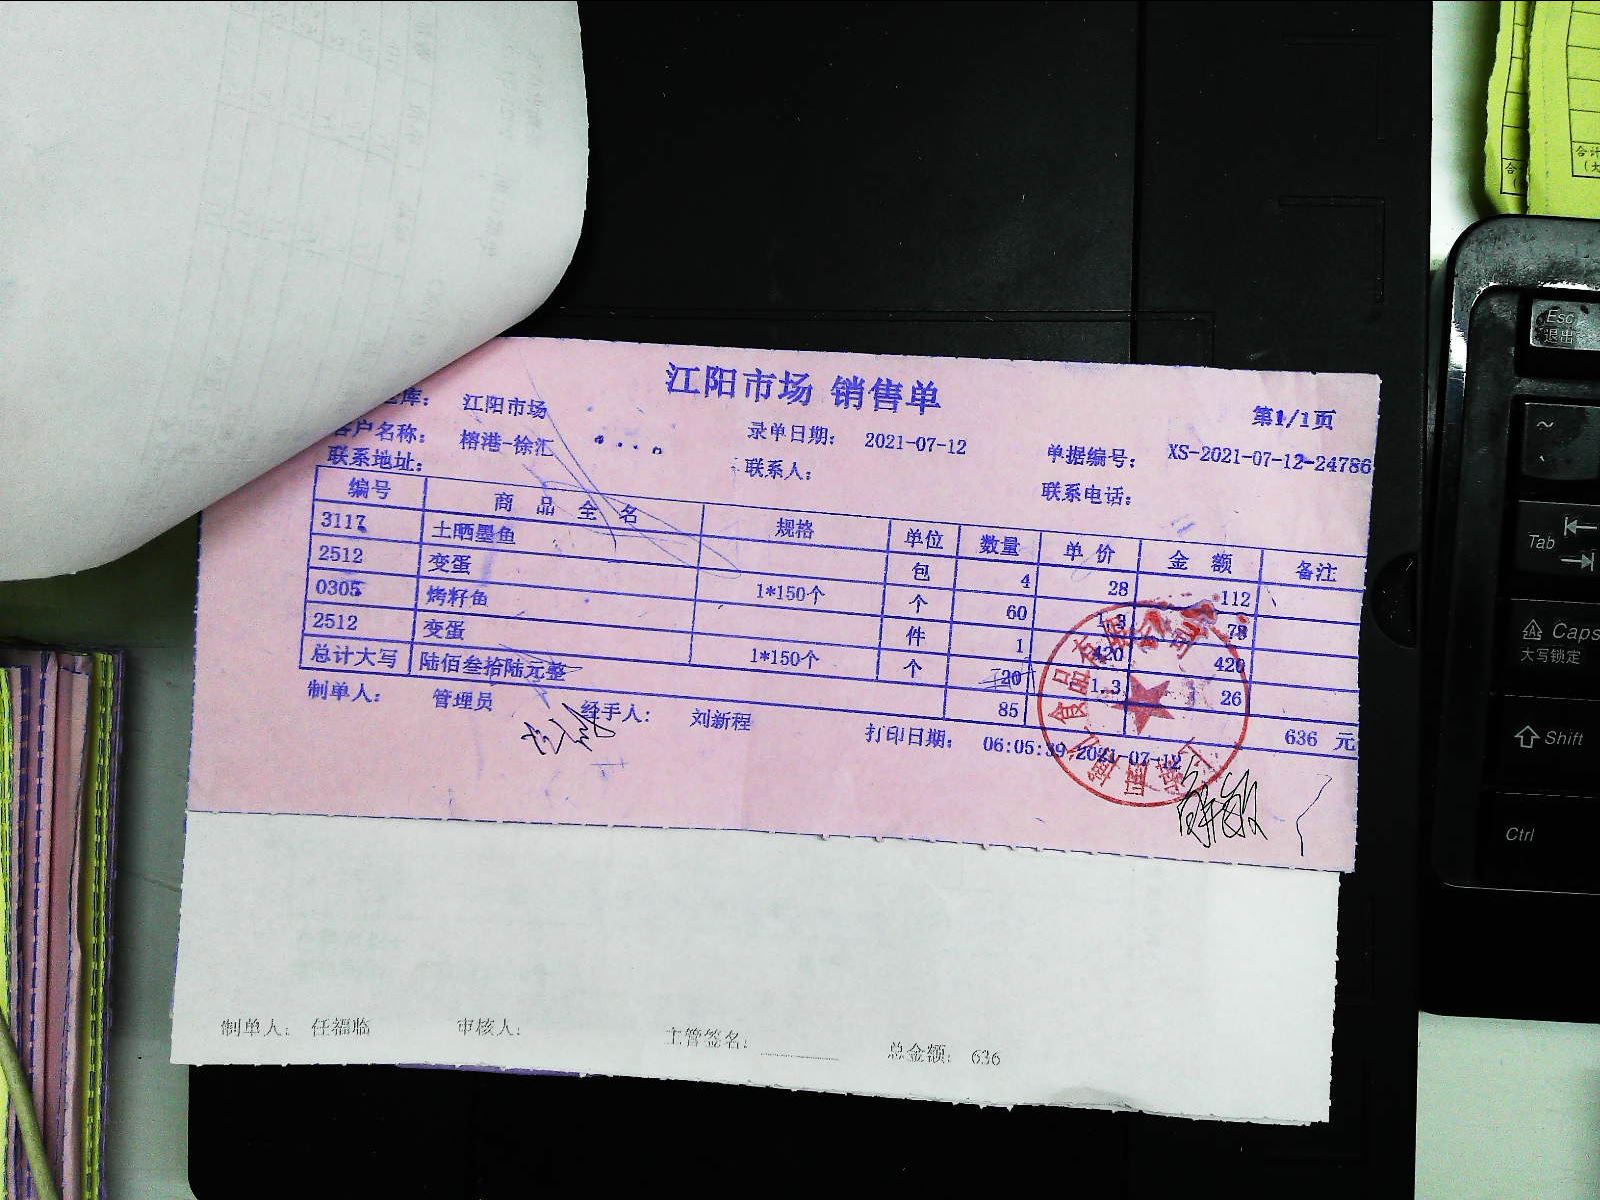 江阳市场 销售单
第1/1页
库： 江阳市场
客户名称： 榕港-徐汇 录单日期： 2021-07-12 单据编号： XS-2021-07-12-24786
联系地址： 联系人： 联系电话：
编号 商品全名 规格 单位 数量 单价 金额 备注
3117 土晒墨鱼 包 4 28 112
2512 变蛋 1*150个 个 60 1.3 78
0305 烤籽鱼 件 1 420 420
2512 变蛋 1*150个 个 20 1.3 26
总计大写 陆佰叁拾陆元整 85 636 元
制单人： 管理员 经手人： 刘新程 打印日期： 06:05:39 2021-07-12
制单人： 任福临 审核人： 主管签名： 总金额： 636
合计
(大
合
Esc
退出
~
Tab
Caps
大写锁定
Shift
Ctrl